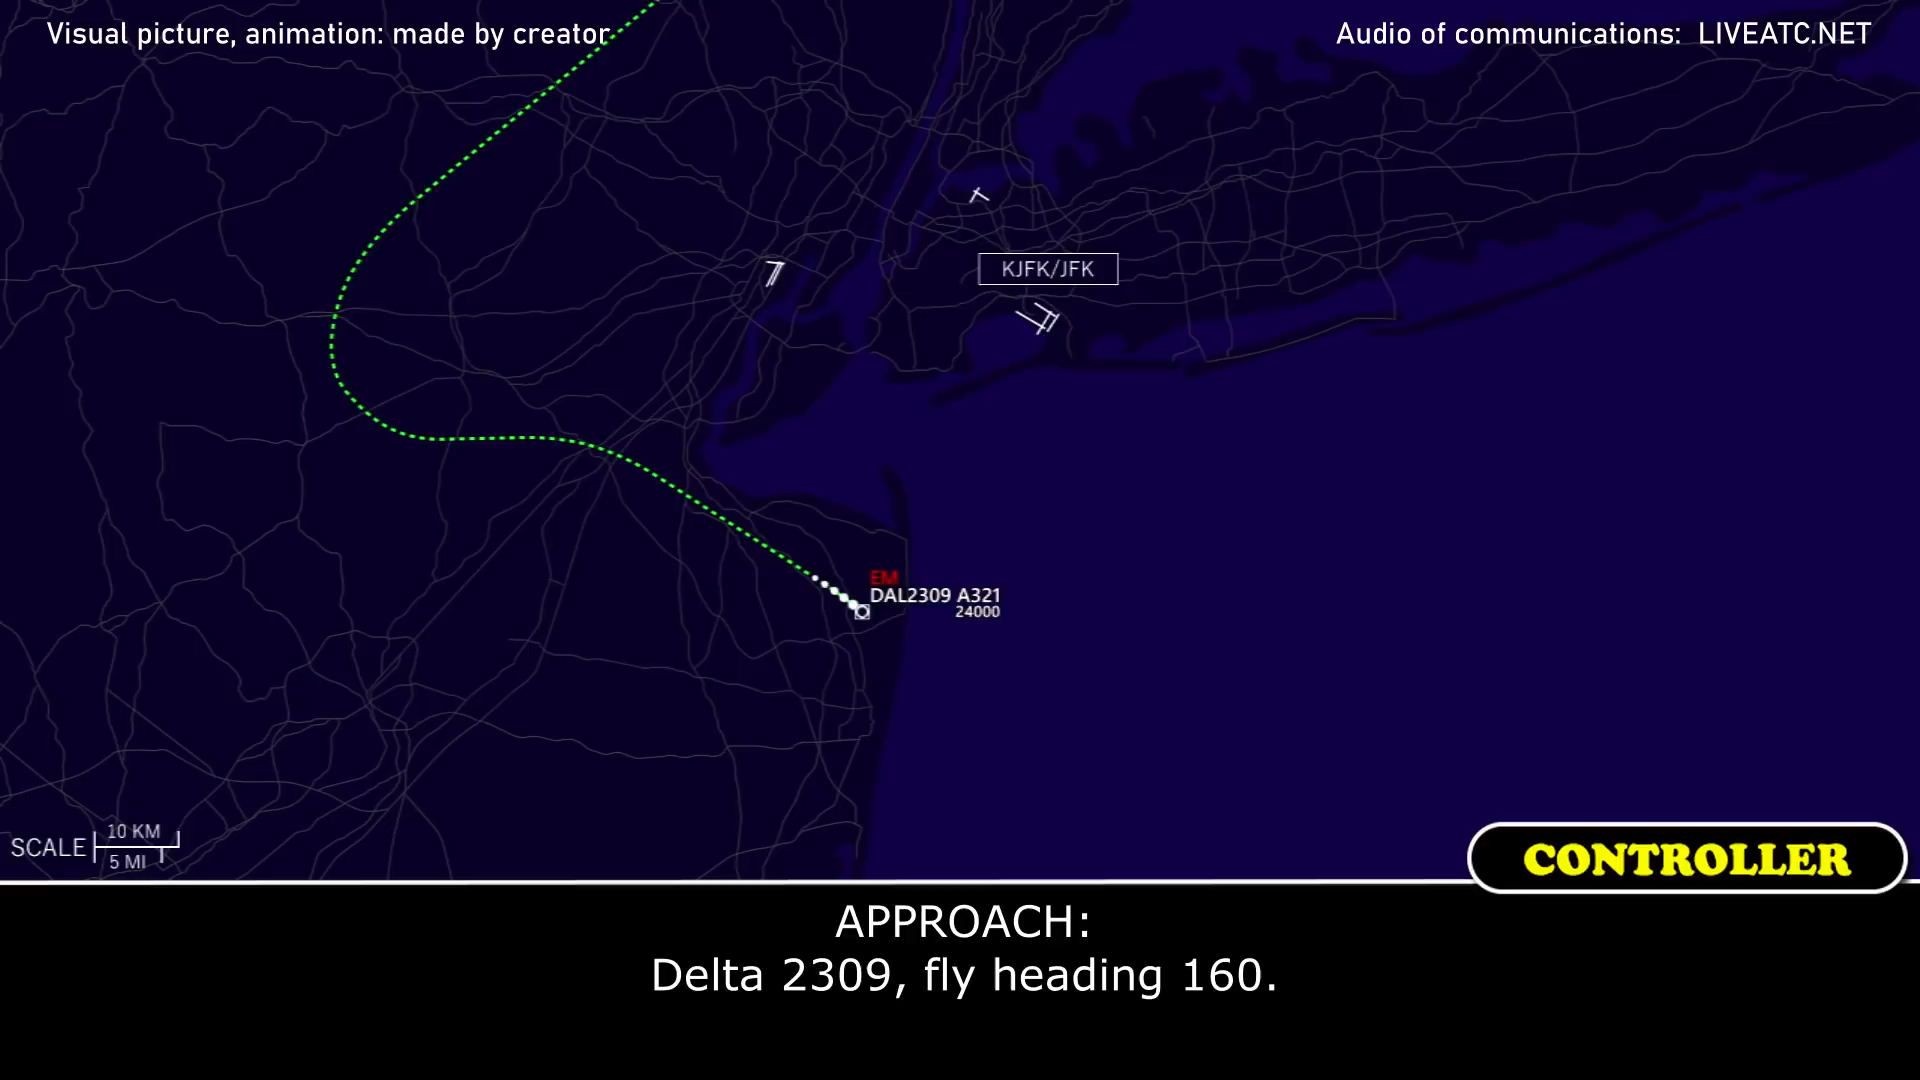 Visual picture, animation: made by creator
Audio of communications: LIVEATC.NET
KJFK/JFK
EM
DAL2309 A321
24000
SCALE
10 KM
5 MI
CONTROLLER
APPROACH:
Delta 2309, fly heading 160.